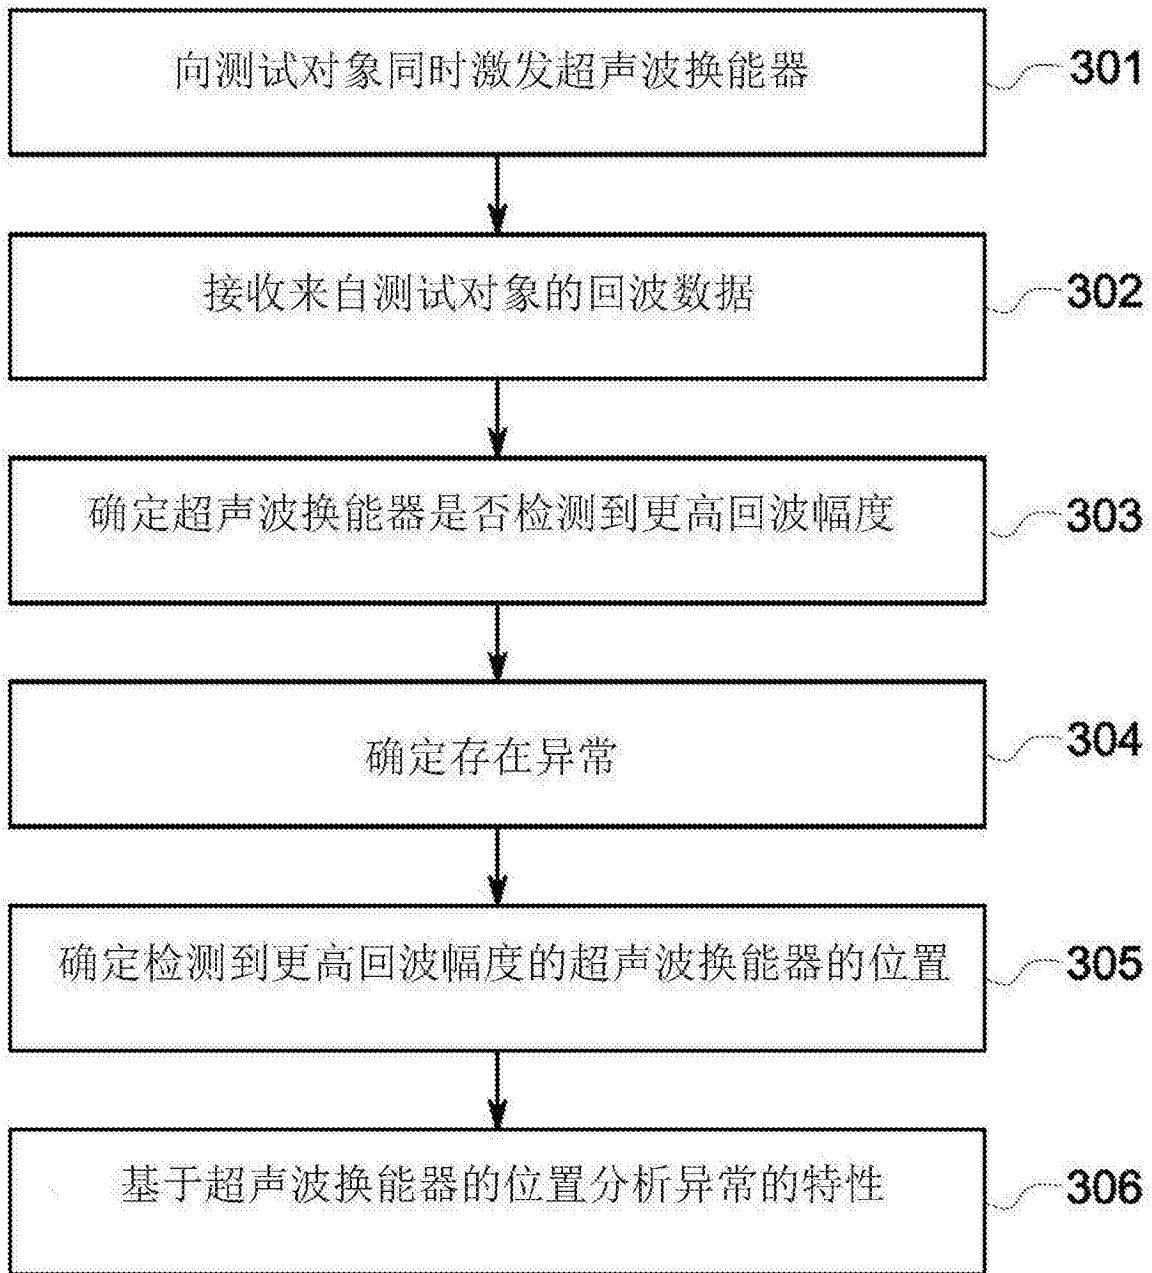 向测试对象同时激发超声波换能器
301
接收来自测试对象的回波数据
302
确定超声波换能器是否检测到更高回波幅度
303
确定存在异常
304
确定检测到更高回波幅度的超声波换能器的位置
305
基于超声波换能器的位置分析异常的特性
306